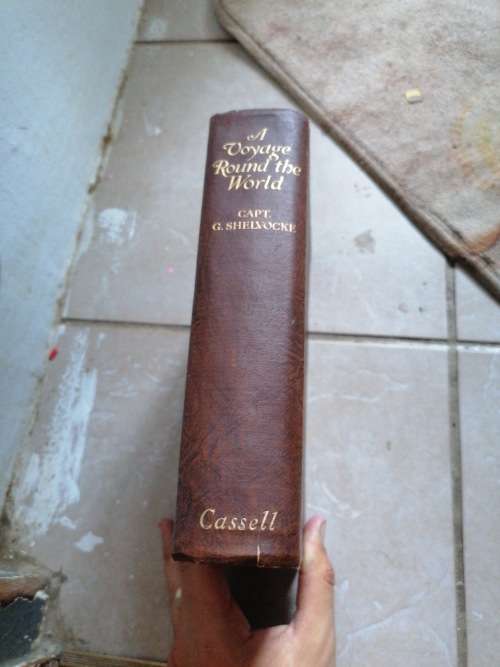 A
Voyage
Round the
World
CAPT.
G. SHELVOCKE
Cassell